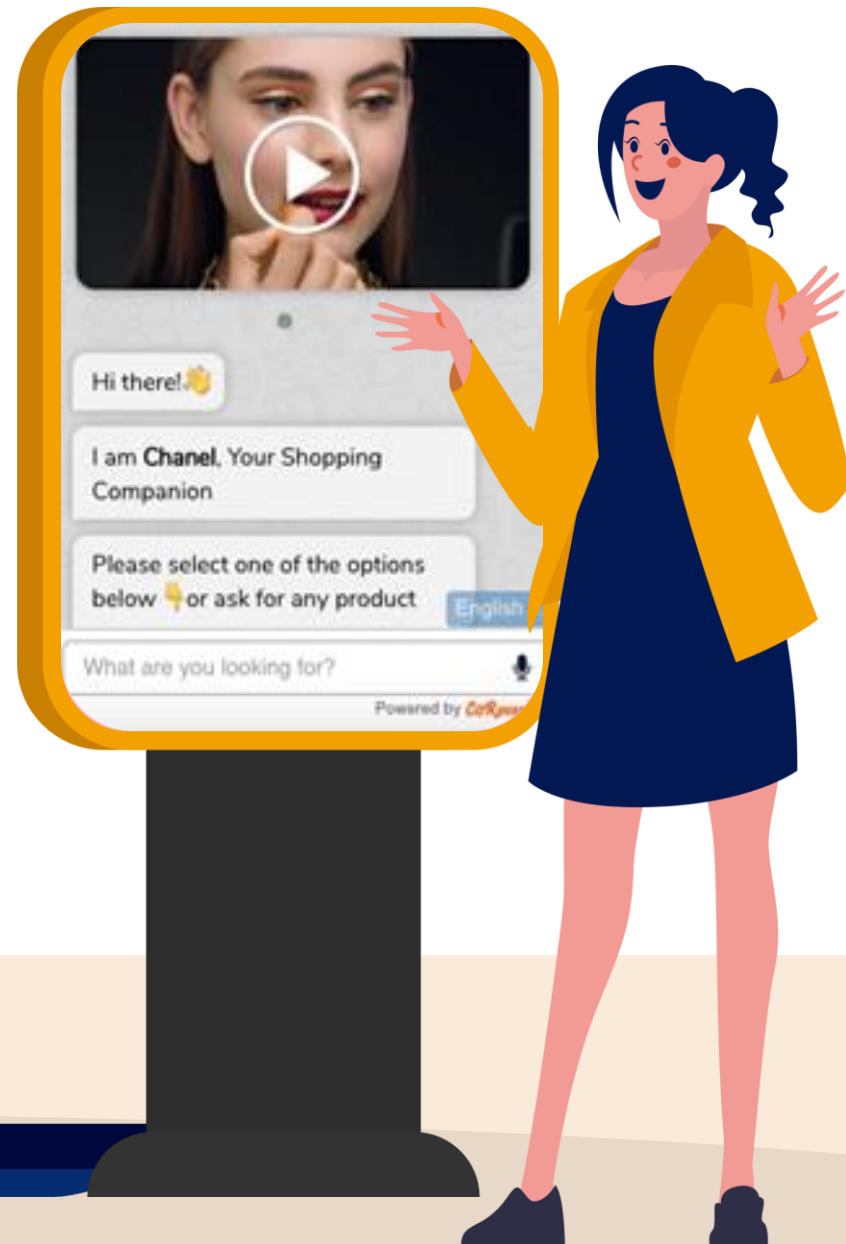 Hi there!👋
I am Chanel, Your Shopping
Companion
Please select one of the options
below 👇or ask for any product
English
What are you looking for?
Powered by